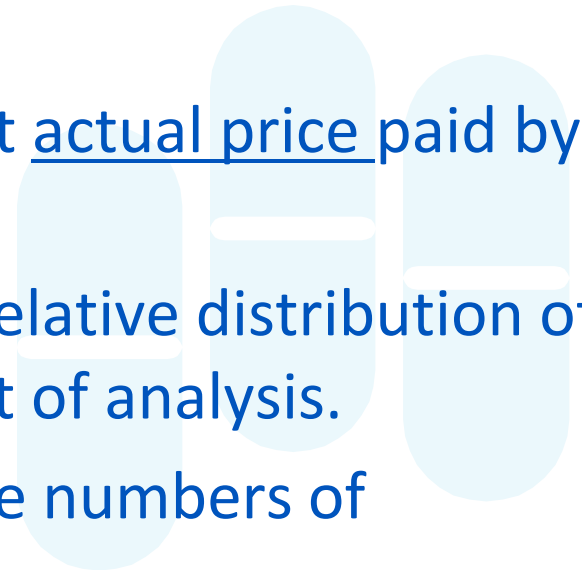 t actual price paid by
elative distribution of
t of analysis.
e numbers of